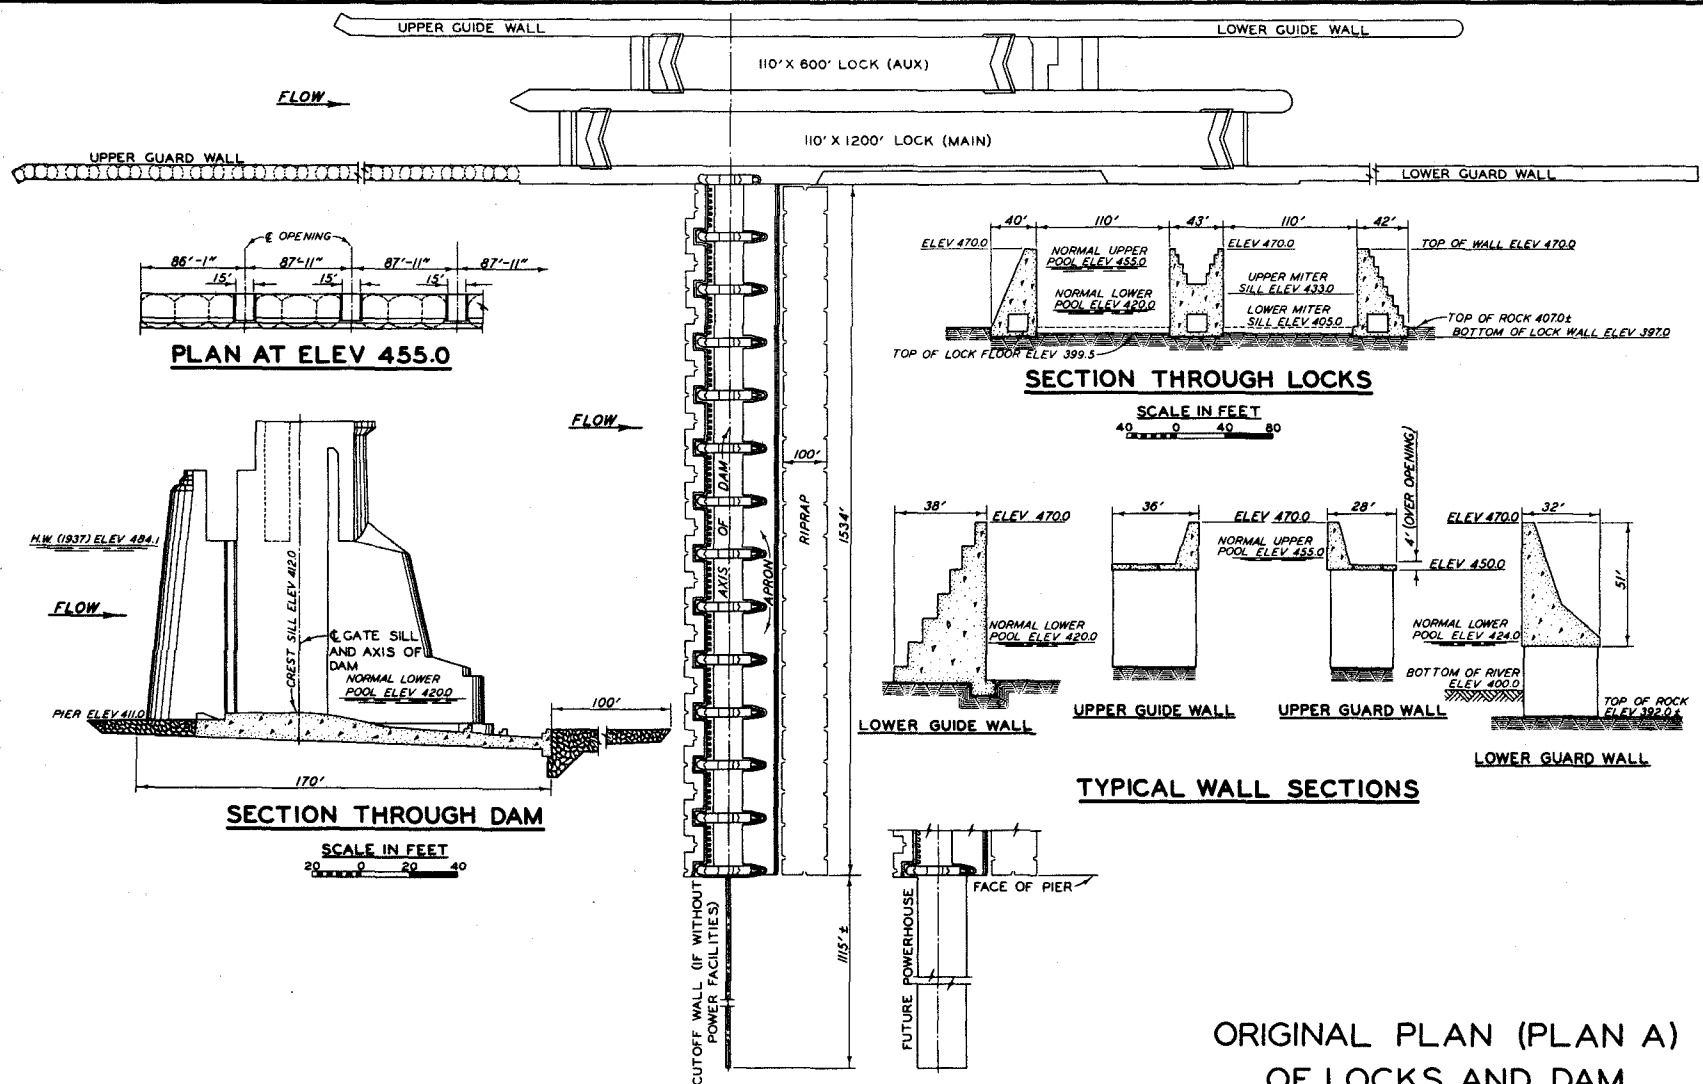 UPPER GUIDE WALL
LOWER GUIDE WALL
110' X 600' LOCK (AUX)
FLOW
110' X 1200' LOCK (MAIN)
UPPER GUARD WALL
LOWER GUARD WALL
℄ OPENING
86'-1"
87'-11"
87'-11"
87'-11"
15'
15'
15'
PLAN AT ELEV 455.0
40'
110'
43'
110'
42'
ELEV 470.0
NORMAL UPPER
POOL ELEV 455.0
NORMAL LOWER
POOL ELEV 420.0
ELEV 470.0
UPPER MITER
SILL ELEV 433.0
LOWER MITER
SILL ELEV 405.0
TOP OF WALL ELEV 470.0
TOP OF ROCK 407.0±
BOTTOM OF LOCK WALL ELEV 397.0
TOP OF LOCK FLOOR ELEV 399.5
SECTION THROUGH LOCKS
SCALE IN FEET
40 0 40 80
FLOW
H.W. (1937) ELEV 484.1
FLOW
CREST SILL ELEV 412.0
℄ GATE SILL
AND AXIS OF
DAM
NORMAL LOWER
POOL ELEV 420.0
PIER ELEV 411.0
100'
170'
SECTION THROUGH DAM
SCALE IN FEET
20 0 20 40
AXIS OF DAM
APRON
100'
RIPRAP
1534'
CUTOFF WALL (IF WITHOUT
POWER FACILITIES)
1115' ±
FUTURE POWERHOUSE
FACE OF PIER
38'
ELEV 470.0
NORMAL LOWER
POOL ELEV 420.0
LOWER GUIDE WALL
36'
ELEV 470.0
NORMAL UPPER
POOL ELEV 455.0
UPPER GUIDE WALL
28'
4' (OVER OPENING)
ELEV 450.0
UPPER GUARD WALL
32'
ELEV 470.0
51'
NORMAL LOWER
POOL ELEV 424.0
BOTTOM OF RIVER
ELEV 400.0
TOP OF ROCK
ELEV 392.0±
LOWER GUARD WALL
TYPICAL WALL SECTIONS
ORIGINAL PLAN (PLAN A)
OF LOCKS AND DAM